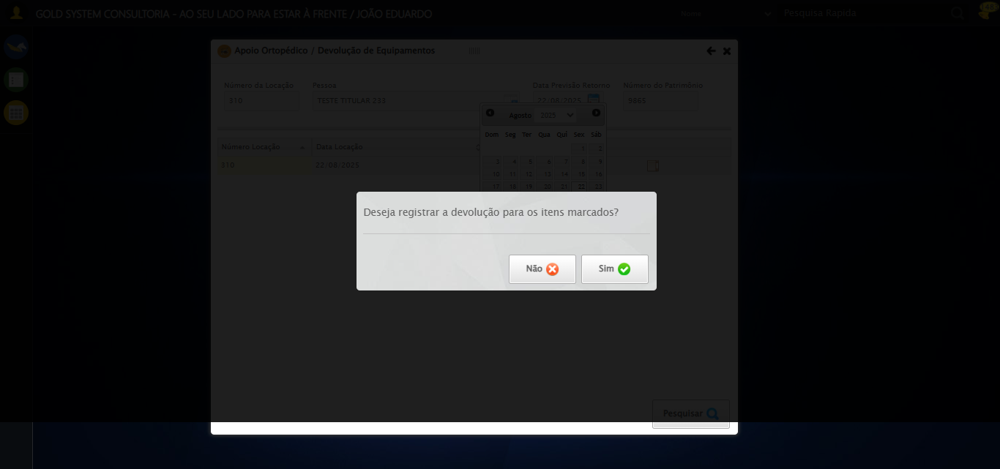 GOLD SYSTEM CONSULTORIA - AO SEU LADO PARA ESTAR À FRENTE / JOÃO EDUARDO
Nome
Pesquisa Rapida
48
Apoio Ortopédico / Devolução de Equipamentos
Número da Locação Pessoa Data Previsão Retorno Número do Patrimônio
310 TESTE TITULAR 233 22/08/2025 9865
Agosto 2025
Dom Seg Ter Qua Qui Sex Sáb
1 2
3 4 5 6 7 8 9
10 11 12 13 14 15 16
17 18 19 20 21 22 23
Número Locação Data Locação
310 22/08/2025
Deseja registrar a devolução para os itens marcados?
Não Sim
Pesquisar